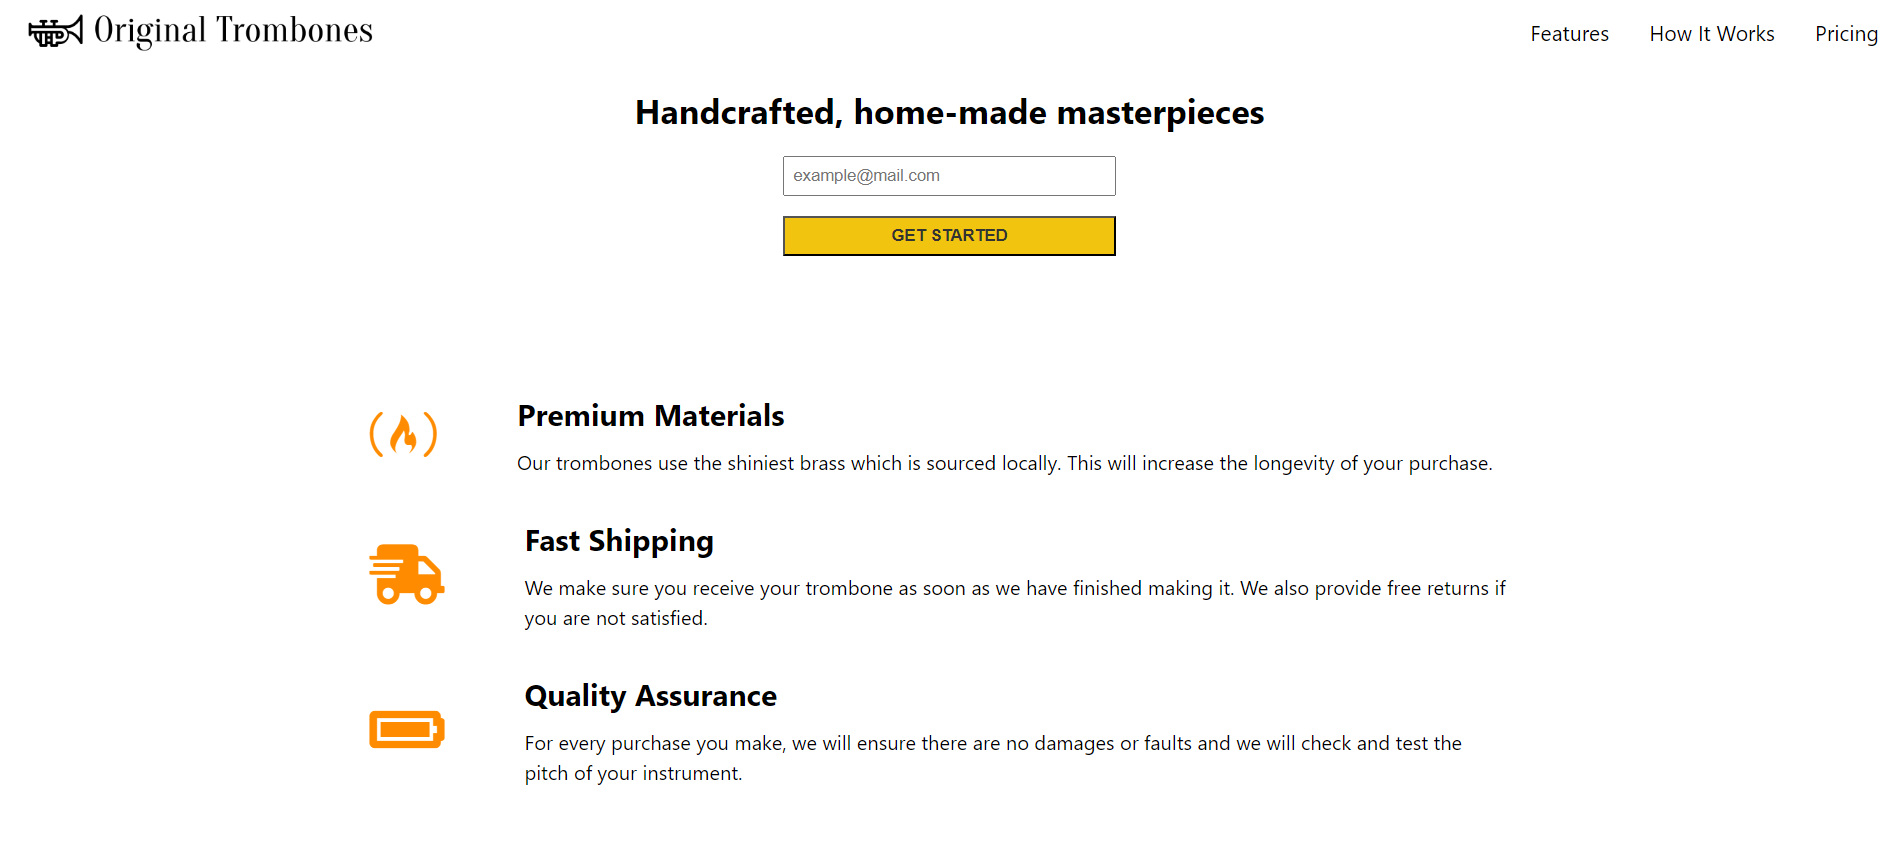 Original Trombones
Features
How It Works
Pricing
Handcrafted, home-made masterpieces
example@mail.com
GET STARTED
Premium Materials
Our trombones use the shiniest brass which is sourced locally. This will increase the longevity of your purchase.
Fast Shipping
We make sure you receive your trombone as soon as we have finished making it. We also provide free returns if
you are not satisfied.
Quality Assurance
For every purchase you make, we will ensure there are no damages or faults and we will check and test the
pitch of your instrument.